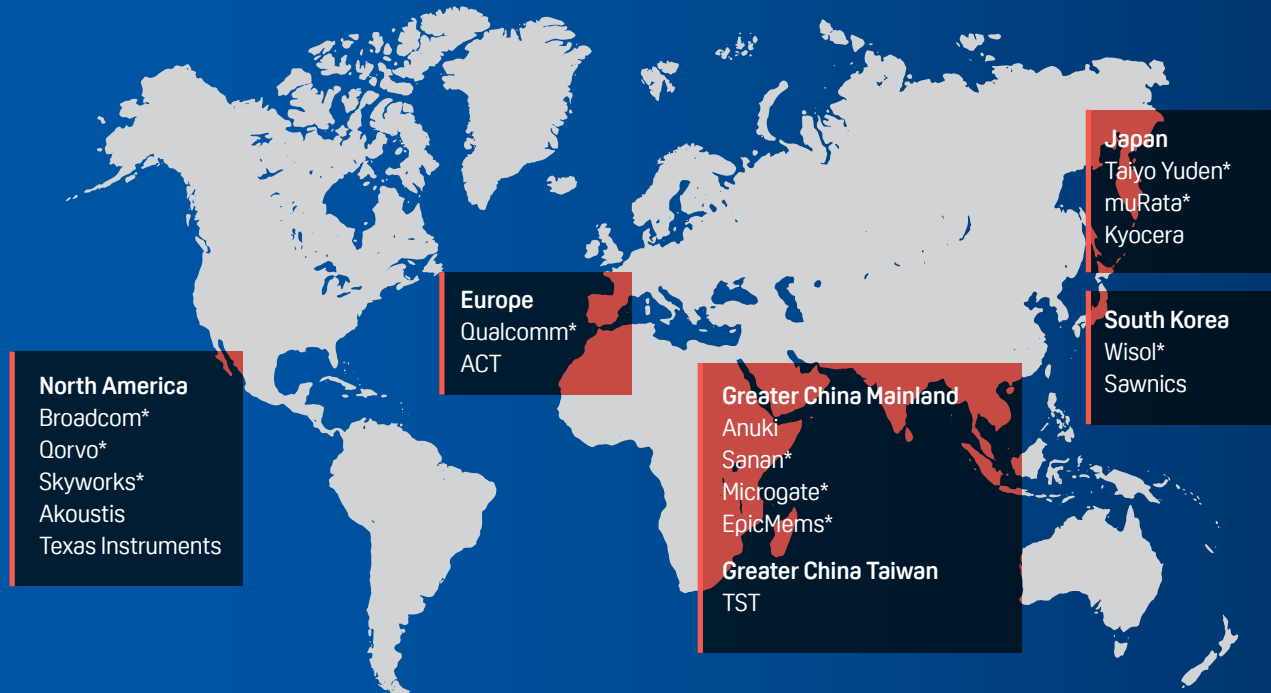 North America
Broadcom*
Qorvo*
Skyworks*
Akoustis
Texas Instruments
Europe
Qualcomm*
ACT
Greater China Mainland
Anuki
Sanan*
Microgate*
EpicMems*
Greater China Taiwan
TST
Japan
Taiyo Yuden*
muRata*
Kyocera
South Korea
Wisol*
Sawnics